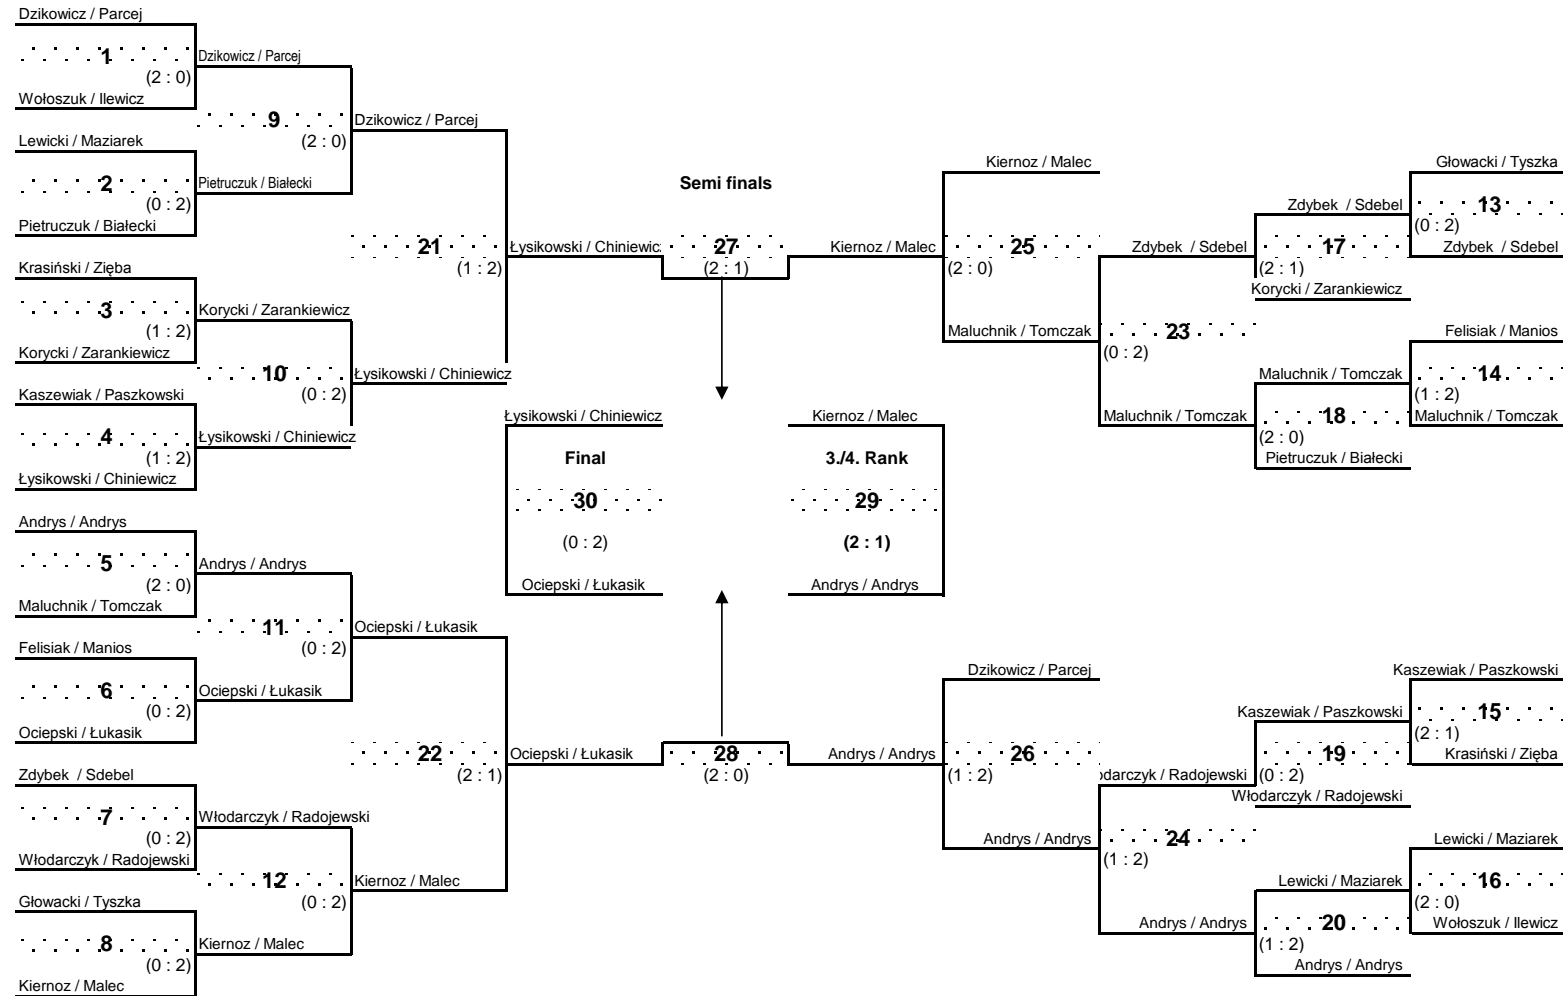 Dzikowicz / Parcej
1
(2 : 0)
Wołoszuk / Ilewicz
Dzikowicz / Parcej
9
(2 : 0)
Lewicki / Maziarek
2
(0 : 2)
Pietruczuk / Białecki
Pietruczuk / Białecki
Dzikowicz / Parcej
21
(1 : 2)
Krasiński / Zięba
3
(1 : 2)
Korycki / Zarankiewicz
Korycki / Zarankiewicz
10
(0 : 2)
Kaszewiak / Paszkowski
4
(1 : 2)
Łysikowski / Chiniewicz
Łysikowski / Chiniewicz
Łysikowski / Chiniewicz
Łysikowski / Chiniewic
Andrys / Andrys
5
(2 : 0)
Maluchnik / Tomczak
Andrys / Andrys
11
(0 : 2)
Felisiak / Manios
6
(0 : 2)
Ociepski / Łukasik
Ociepski / Łukasik
Ociepski / Łukasik
22
(2 : 1)
Zdybek / Sdebel
7
(0 : 2)
Włodarczyk / Radojewski
Włodarczyk / Radojewski
12
(0 : 2)
Głowacki / Tyszka
8
(0 : 2)
Kiernoz / Malec
Kiernoz / Malec
Kiernoz / Malec
Ociepski / Łukasik
Semi finals
27
(2 : 1)
Łysikowski / Chiniewicz
Final
30
(0 : 2)
Ociepski / Łukasik
Kiernoz / Malec
3./4. Rank
29
(2 : 1)
Andrys / Andrys
28
(2 : 0)
Kiernoz / Malec
Kiernoz / Malec
25
(2 : 0)
Maluchnik / Tomczak
Zdybek / Sdebel
23
(0 : 2)
Maluchnik / Tomczak
Zdybek / Sdebel
17
(2 : 1)
Korycki / Zarankiewicz
Głowacki / Tyszka
13
(0 : 2)
Zdybek / Sdebel
Maluchnik / Tomczak
18
(2 : 0)
Pietruczuk / Białecki
Felisiak / Manios
14
(1 : 2)
Maluchnik / Tomczak
Andrys / Andrys
Dzikowicz / Parcej
26
(1 : 2)
Andrys / Andrys
odarczyk / Radojewski
24
(1 : 2)
Andrys / Andrys
Kaszewiak / Paszkowski
19
(0 : 2)
Włodarczyk / Radojewski
Kaszewiak / Paszkowski
15
(2 : 1)
Krasiński / Zięba
Lewicki / Maziarek
20
(1 : 2)
Andrys / Andrys
Lewicki / Maziarek
16
(2 : 0)
Wołoszuk / Ilewicz